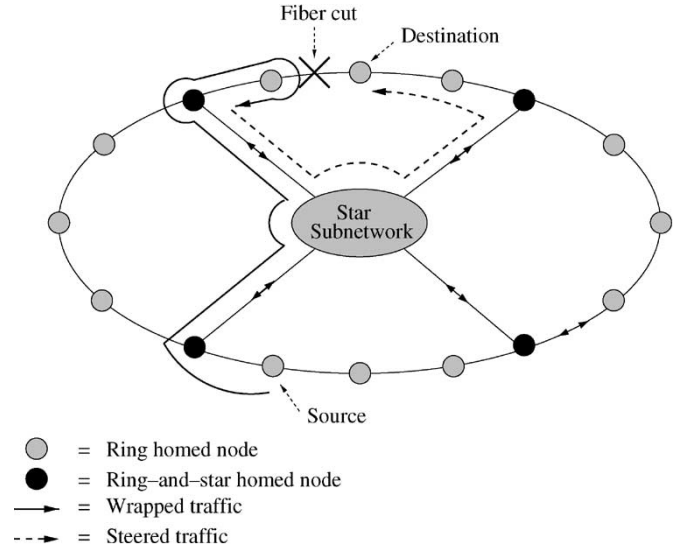 Fiber cut
Destination
Star
Subnetwork
Source
= Ring homed node
= Ring–and–star homed node
= Wrapped traffic
= Steered traffic